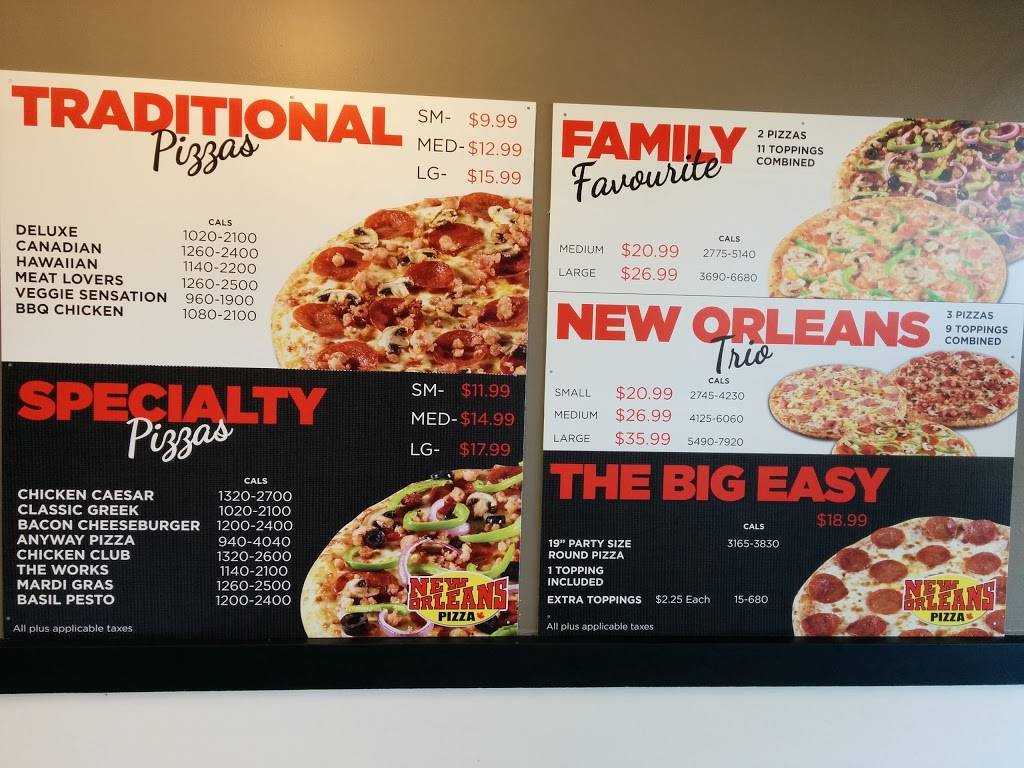 TRADITIONAL
Pizzas
SM- $9.99
MED- $12.99
LG- $15.99
CALS
DELUXE 1020-2100
CANADIAN 1260-2400
HAWAIIAN 1140-2200
MEAT LOVERS 1260-2500
VEGGIE SENSATION 960-1900
BBQ CHICKEN 1080-2100
SPECIALTY
Pizzas
SM- $11.99
MED- $14.99
LG- $17.99
CALS
CHICKEN CAESAR 1320-2700
CLASSIC GREEK 1020-2100
BACON CHEESEBURGER 1200-2400
ANYWAY PIZZA 940-4040
CHICKEN CLUB 1320-2600
THE WORKS 1140-2100
MARDI GRAS 1260-2500
BASIL PESTO 1200-2400
NEW
ORLEANS
PIZZA
All plus applicable taxes
FAMILY
Favourite
2 PIZZAS
11 TOPPINGS
COMBINED
CALS
MEDIUM $20.99 2775-5140
LARGE $26.99 3690-6680
NEW ORLEANS
Trio
3 PIZZAS
9 TOPPINGS
COMBINED
CALS
SMALL $20.99 2745-4230
MEDIUM $26.99 4125-6060
LARGE $35.99 5490-7920
THE BIG EASY
$18.99
CALS
19" PARTY SIZE 3165-3830
ROUND PIZZA
1 TOPPING
INCLUDED
EXTRA TOPPINGS $2.25 Each 15-680
NEW
ORLEANS
PIZZA
All plus applicable taxes